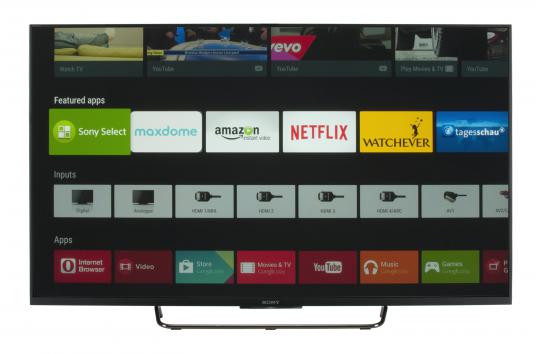 vevo
Watch TV
YouTube
YouTube
Play Movies & TV
YouTube
Featured apps
Sony Select
maxdome
amazon
instant video
NETFLIX
WATCHEVER
tagesschau
Inputs
Digital
Analogue
HDMI 1/MHL
HDMI 2
HDMI 3
HDMI 4/ARC
AV1
Apps
Internet
Browser
Video
Store
Google play
Movies & TV
Google play
YouTube
Music
Google play
Games
Google play
SONY